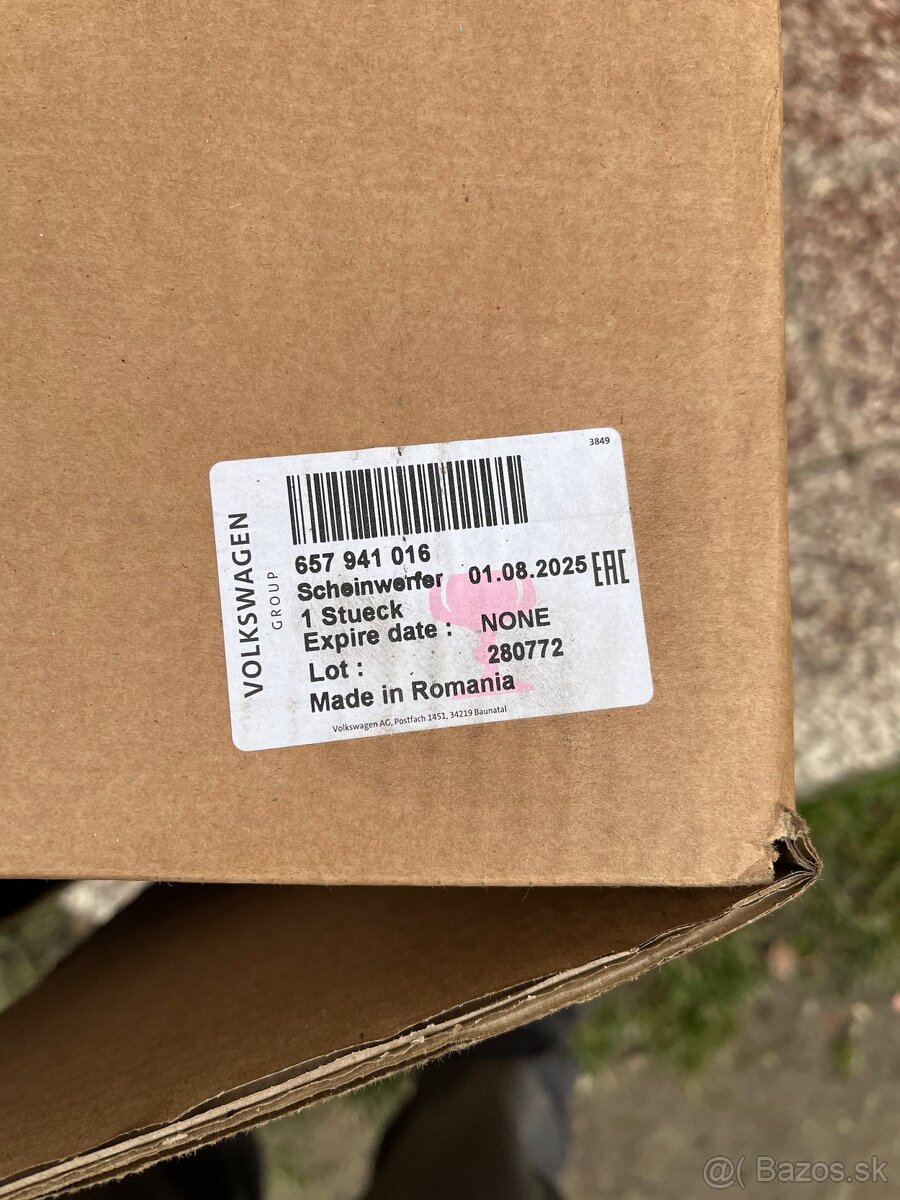 3849
VOLKSWAGEN
GROUP
657 941 016
Scheinwerfer 01.08.2025 EAC
1 Stueck
Expire date : NONE
Lot : 280772
Made in Romania
Volkswagen AG, Postfach 1451, 34219 Baunatal
@( Bazos.sk